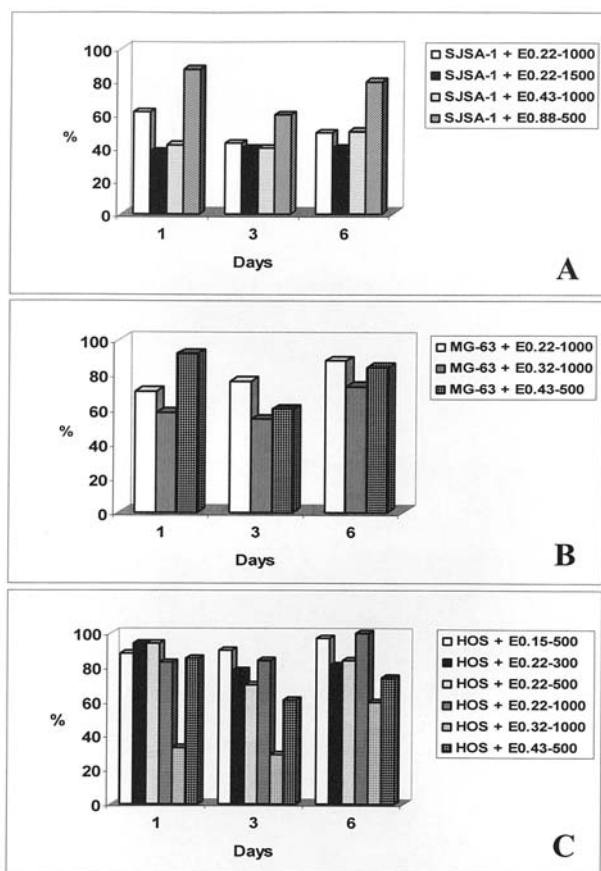 100
80
60
40
20
0
%
1 3 6
Days
SJSA-1 + E0.22-1000
SJSA-1 + E0.22-1500
SJSA-1 + E0.43-1000
SJSA-1 + E0.88-500
A
100
80
60
40
20
0
%
1 3 6
Days
MG-63 + E0.22-1000
MG-63 + E0.32-1000
MG-63 + E0.43-500
B
100
80
60
40
20
0
%
1 3 6
Days
HOS + E0.15-500
HOS + E0.22-300
HOS + E0.22-500
HOS + E0.22-1000
HOS + E0.32-1000
HOS + E0.43-500
C